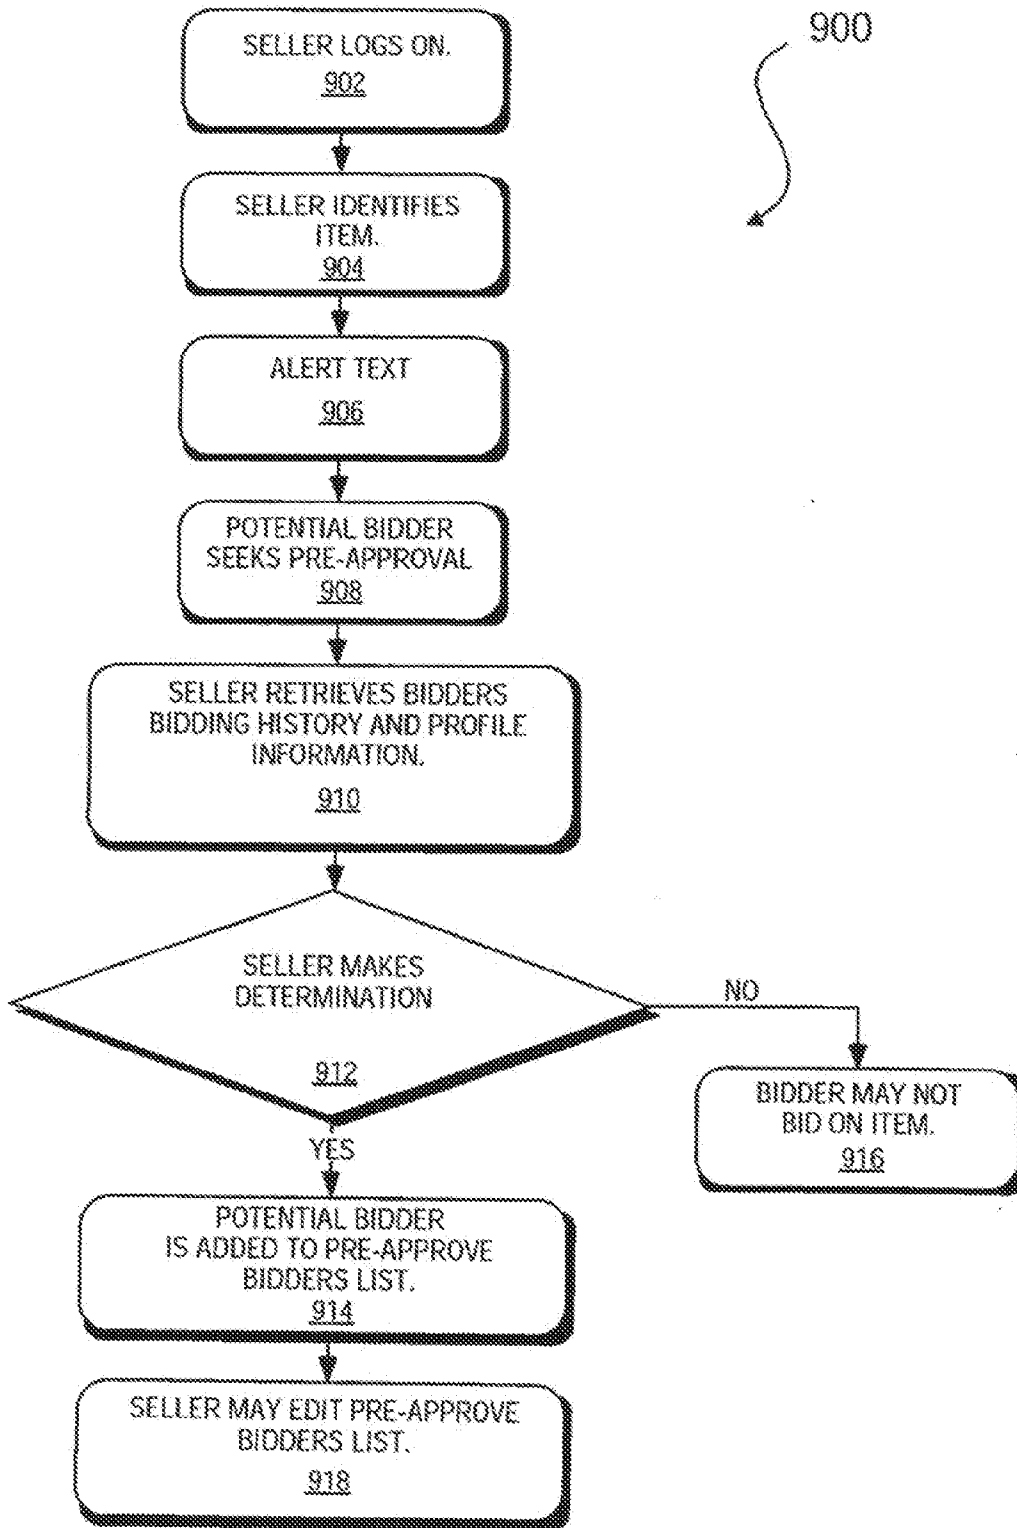 900
SELLER LOGS ON.
902
SELLER IDENTIFIES
ITEM.
904
ALERT TEXT
906
POTENTIAL BIDDER
SEEKS PRE-APPROVAL
908
SELLER RETRIEVES BIDDERS
BIDDING HISTORY AND PROFILE
INFORMATION.
910
SELLER MAKES
DETERMINATION
912
NO
BIDDER MAY NOT
BID ON ITEM.
916
YES
POTENTIAL BIDDER
IS ADDED TO PRE-APPROVE
BIDDERS LIST.
914
SELLER MAY EDIT PRE-APPROVE
BIDDERS LIST.
918